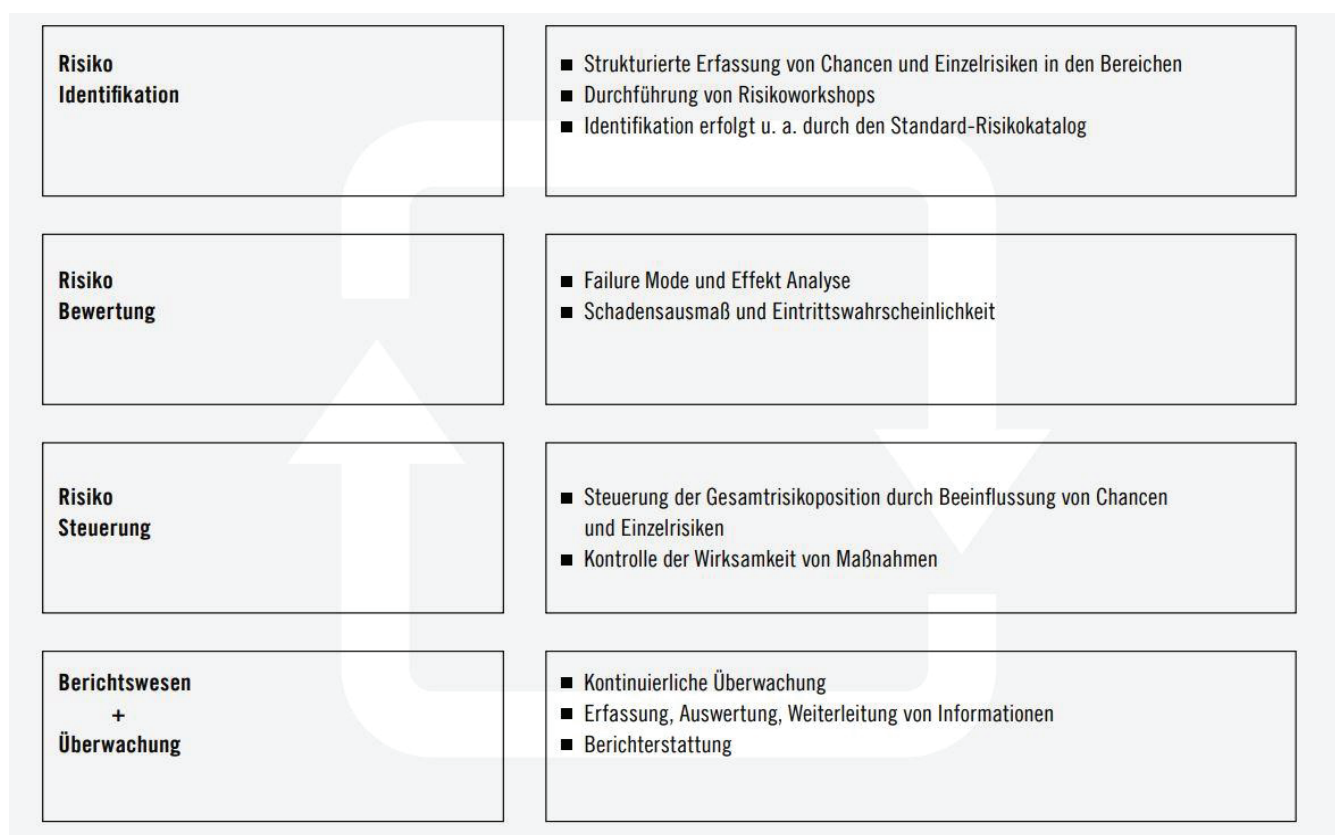 Risiko
Identifikation
■ Strukturierte Erfassung von Chancen und Einzelrisiken in den Bereichen
■ Durchführung von Risikoworkshops
■ Identifikation erfolgt u. a. durch den Standard-Risikokatalog
Risiko
Bewertung
■ Failure Mode und Effekt Analyse
■ Schadensausmaß und Eintrittswahrscheinlichkeit
Risiko
Steuerung
■ Steuerung der Gesamtrisikoposition durch Beeinflussung von Chancen
und Einzelrisiken
■ Kontrolle der Wirksamkeit von Maßnahmen
Berichtswesen
+
Überwachung
■ Kontinuierliche Überwachung
■ Erfassung, Auswertung, Weiterleitung von Informationen
■ Berichterstattung